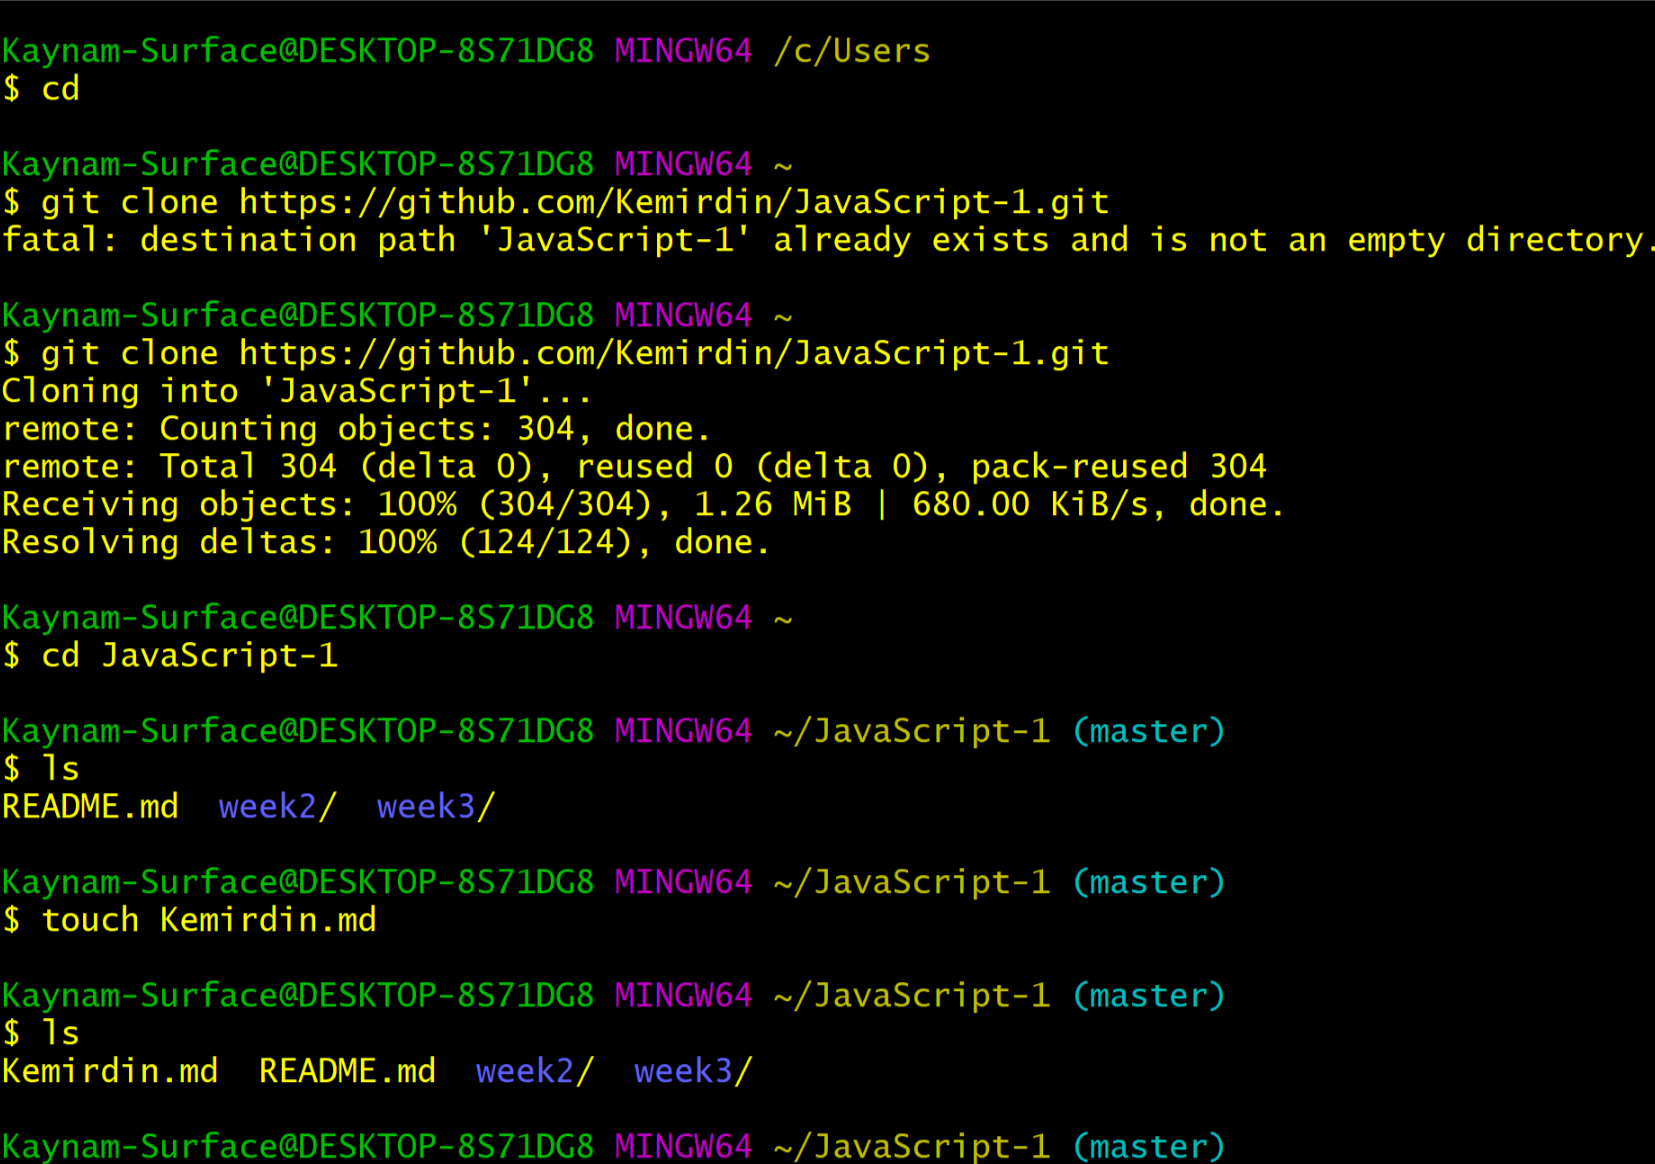 Kaynam-Surface@DESKTOP-8S71DG8 MINGW64 /c/Users
$ cd
Kaynam-Surface@DESKTOP-8S71DG8 MINGW64 ~
$ git clone https://github.com/Kemirdin/JavaScript-1.git
fatal: destination path 'JavaScript-1' already exists and is not an empty directory.
Kaynam-Surface@DESKTOP-8S71DG8 MINGW64 ~
$ git clone https://github.com/Kemirdin/JavaScript-1.git
Cloning into 'JavaScript-1'...
remote: Counting objects: 304, done.
remote: Total 304 (delta 0), reused 0 (delta 0), pack-reused 304
Receiving objects: 100% (304/304), 1.26 MiB | 680.00 KiB/s, done.
Resolving deltas: 100% (124/124), done.
Kaynam-Surface@DESKTOP-8S71DG8 MINGW64 ~
$ cd JavaScript-1
Kaynam-Surface@DESKTOP-8S71DG8 MINGW64 ~/JavaScript-1 (master)
$ ls
README.md  week2/  week3/
Kaynam-Surface@DESKTOP-8S71DG8 MINGW64 ~/JavaScript-1 (master)
$ touch Kemirdin.md
Kaynam-Surface@DESKTOP-8S71DG8 MINGW64 ~/JavaScript-1 (master)
$ ls
Kemirdin.md  README.md  week2/  week3/
Kaynam-Surface@DESKTOP-8S71DG8 MINGW64 ~/JavaScript-1 (master)